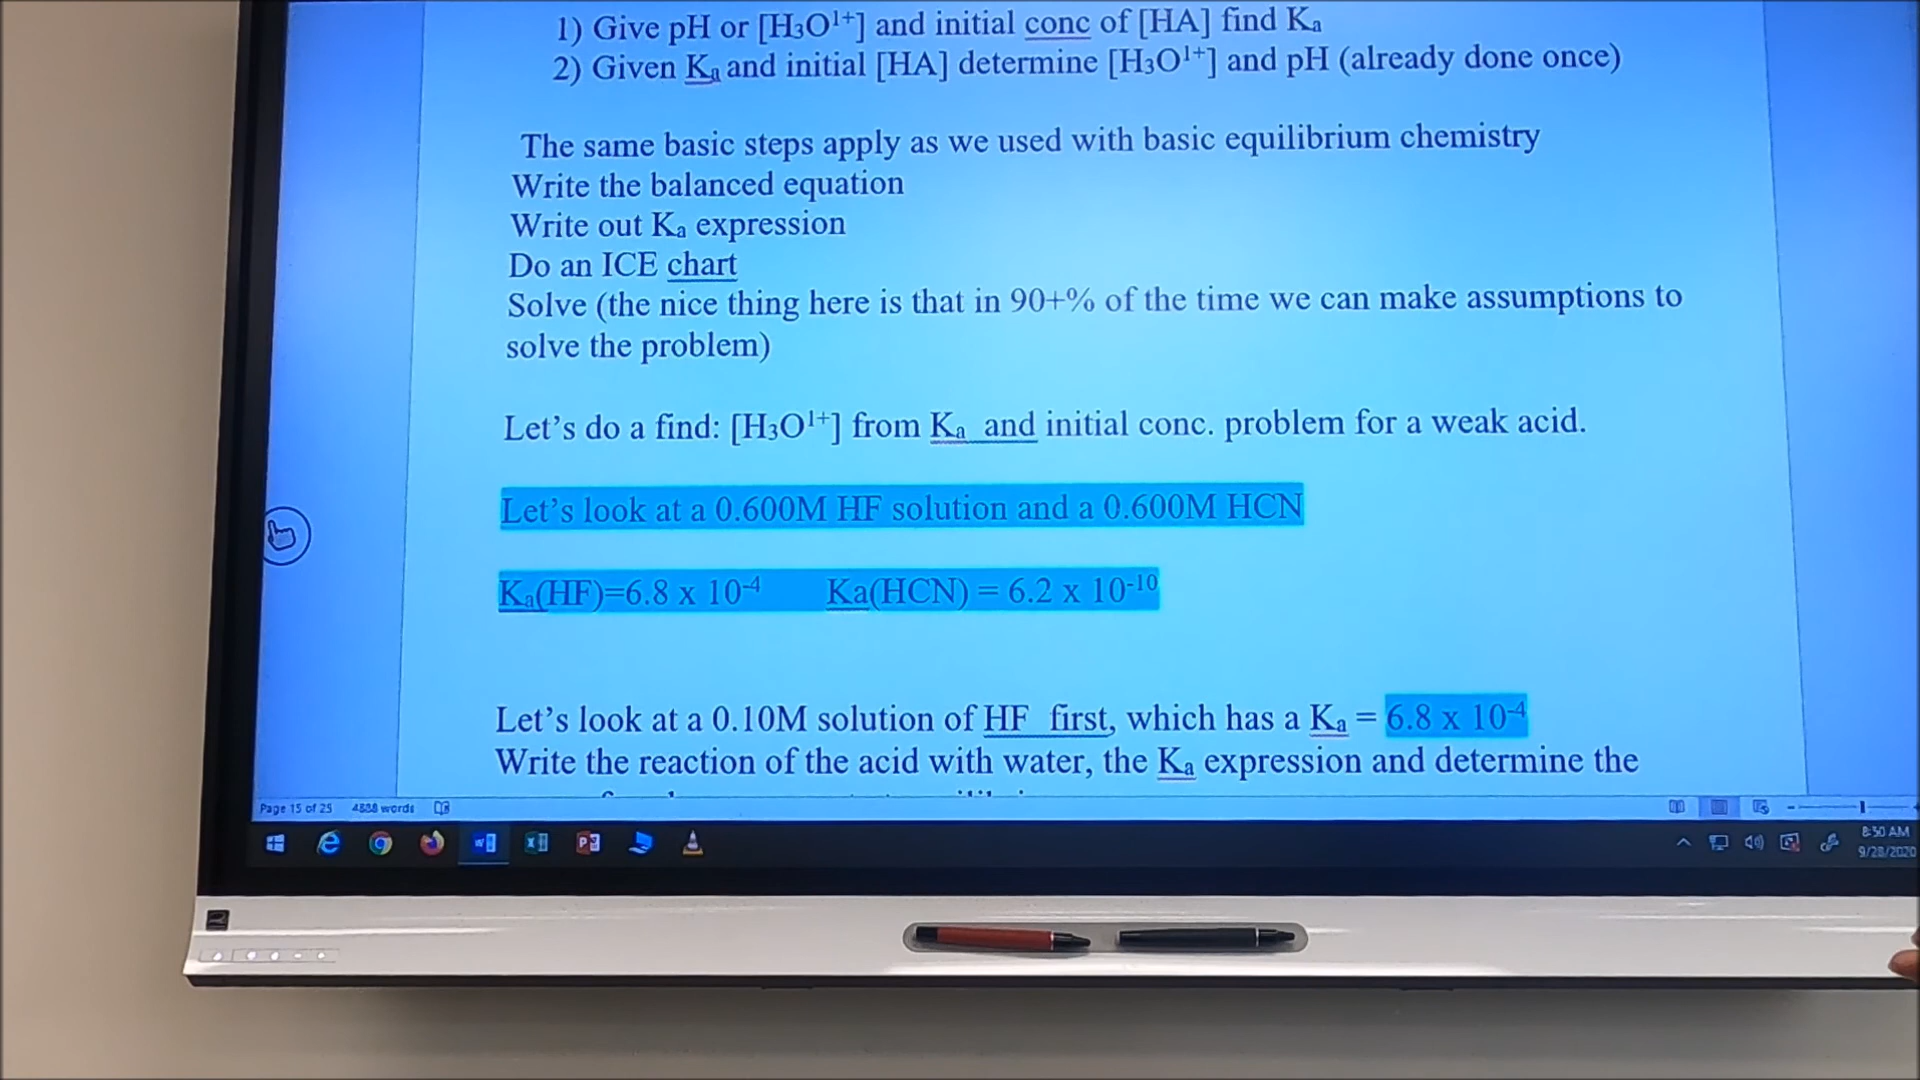 1) Give pH or [H₃O¹⁺] and initial conc of [HA] find Kₐ
2) Given Kₐ and initial [HA] determine [H₃O¹⁺] and pH (already done once)
The same basic steps apply as we used with basic equilibrium chemistry
Write the balanced equation
Write out Kₐ expression
Do an ICE chart
Solve (the nice thing here is that in 90+% of the time we can make assumptions to
solve the problem)
Let's do a find: [H₃O¹⁺] from Kₐ and initial conc. problem for a weak acid.
Let's look at a 0.600M HF solution and a 0.600M HCN
Kₐ(HF)=6.8 x 10⁻⁴ Ka(HCN) = 6.2 x 10⁻¹⁰
Let's look at a 0.10M solution of HF first, which has a Kₐ = 6.8 x 10⁻⁴
Write the reaction of the acid with water, the Kₐ expression and determine the
Page 15 of 25 4838 words
8:50 AM
9/28/2020